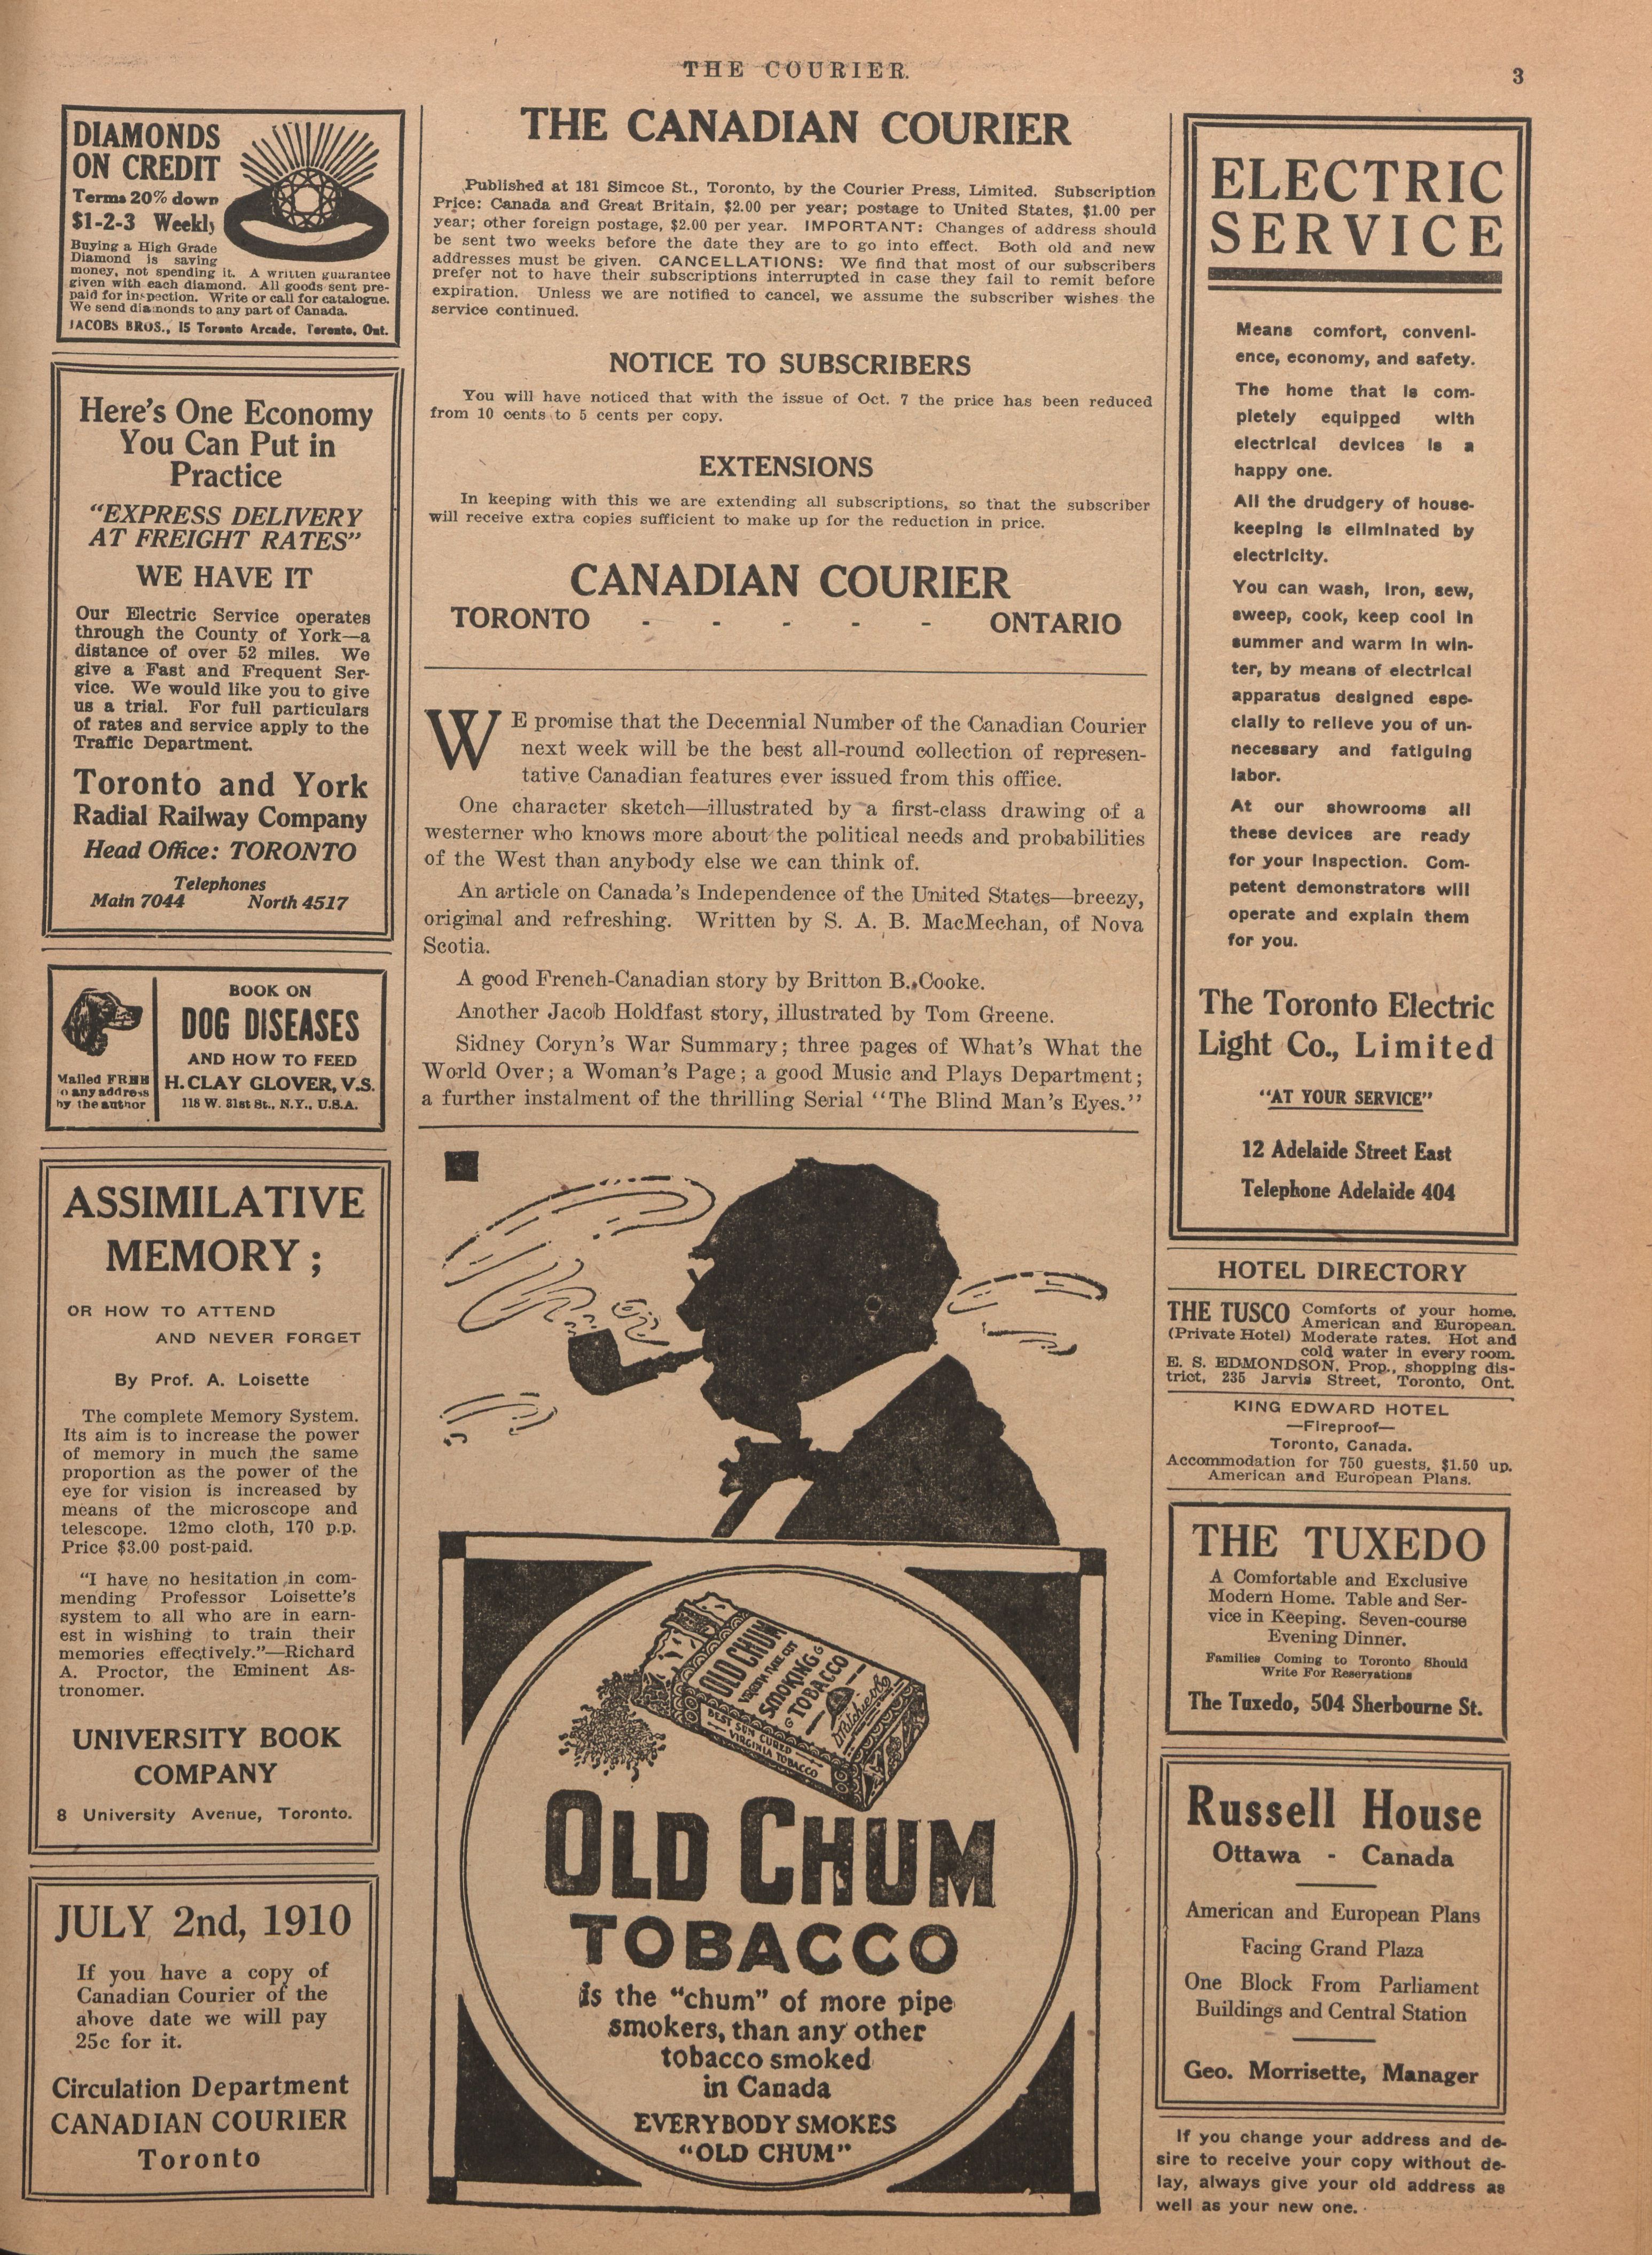 THE COURIER.
3
DIAMONDS
ON CREDIT
Terms 20% down
$1-2-3 Weekly
Buying a High Grade
Diamond is saving
money, not spending it. A written guarantee
given with each diamond. All goods sent pre-
paid for inspection. Write or call for catalogue.
We send diamonds to any part of Canada.
JACOBS BROS., 15 Toronto Arcade, Toronto, Ont.
Here's One Economy
You Can Put in
Practice
"EXPRESS DELIVERY
AT FREIGHT RATES"
WE HAVE IT
Our Electric Service operates
through the County of York—a
distance of over 52 miles. We
give a Fast and Frequent Ser-
vice. We would like you to give
us a trial. For full particulars
of rates and service apply to the
Traffic Department.
Toronto and York
Radial Railway Company
Head Office: TORONTO
Telephones
Main 7044 North 4517
BOOK ON
DOG DISEASES
AND HOW TO FEED
Mailed FREE
to any address
by the author
H. CLAY GLOVER, V.S.
118 W. 31st St., N.Y., U.S.A.
ASSIMILATIVE
MEMORY;
OR HOW TO ATTEND
AND NEVER FORGET
By Prof. A. Loisette
The complete Memory System.
Its aim is to increase the power
of memory in much the same
proportion as the power of the
eye for vision is increased by
means of the microscope and
telescope. 12mo cloth, 170 p.p.
Price $3.00 post-paid.
"I have no hesitation in com-
mending Professor Loisette's
system to all who are in earn-
est in wishing to train their
memories effectively."—Richard
A. Proctor, the Eminent As-
tronomer.
UNIVERSITY BOOK
COMPANY
8 University Avenue, Toronto.
JULY 2nd, 1910
If you have a copy of
Canadian Courier of the
above date we will pay
25c for it.
Circulation Department
CANADIAN COURIER
Toronto
THE CANADIAN COURIER
Published at 181 Simcoe St., Toronto, by the Courier Press, Limited. Subscription
Price: Canada and Great Britain, $2.00 per year; postage to United States, $1.00 per
year; other foreign postage, $2.00 per year. IMPORTANT: Changes of address should
be sent two weeks before the date they are to go into effect. Both old and new
addresses must be given. CANCELLATIONS: We find that most of our subscribers
prefer not to have their subscriptions interrupted in case they fail to remit before
expiration. Unless we are notified to cancel, we assume the subscriber wishes the
service continued.
NOTICE TO SUBSCRIBERS
You will have noticed that with the issue of Oct. 7 the price has been reduced
from 10 cents to 5 cents per copy.
EXTENSIONS
In keeping with this we are extending all subscriptions, so that the subscriber
will receive extra copies sufficient to make up for the reduction in price.
CANADIAN COURIER
TORONTO - - - - - ONTARIO
WE promise that the Decennial Number of the Canadian Courier
next week will be the best all-round collection of represen-
tative Canadian features ever issued from this office.
One character sketch—illustrated by a first-class drawing of a
westerner who knows more about the political needs and probabilities
of the West than anybody else we can think of.
An article on Canada's Independence of the United States—breezy,
original and refreshing. Written by S. A. B. MacMechan, of Nova
Scotia.
A good French-Canadian story by Britton B. Cooke.
Another Jacob Holdfast story, illustrated by Tom Greene.
Sidney Coryn's War Summary; three pages of What's What the
World Over; a Woman's Page; a good Music and Plays Department;
a further instalment of the thrilling Serial "The Blind Man's Eyes."
OLD CHUM
VIRGINIA FLAKE CUT
SMOKING
TOBACCO
Ritchiesold
BEST SUN CURED
VIRGINIA TOBACCO
OLD CHUM
TOBACCO
is the "chum" of more pipe
smokers, than any other
tobacco smoked
in Canada
EVERYBODY SMOKES
"OLD CHUM"
ELECTRIC
SERVICE
Means comfort, conveni-
ence, economy, and safety.
The home that is com-
pletely equipped with
electrical devices is a
happy one.
All the drudgery of house-
keeping is eliminated by
electricity.
You can wash, iron, sew,
sweep, cook, keep cool in
summer and warm in win-
ter, by means of electrical
apparatus designed espe-
cially to relieve you of un-
necessary and fatiguing
labor.
At our showrooms all
these devices are ready
for your inspection. Com-
petent demonstrators will
operate and explain them
for you.
The Toronto Electric
Light Co., Limited
"AT YOUR SERVICE"
12 Adelaide Street East
Telephone Adelaide 404
HOTEL DIRECTORY
THE TUSCO Comforts of your home.
American and European.
(Private Hotel) Moderate rates. Hot and
cold water in every room.
E. S. EDMONDSON, Prop., shopping dis-
trict, 235 Jarvis Street, Toronto, Ont.
KING EDWARD HOTEL
—Fireproof—
Toronto, Canada.
Accommodation for 750 guests, $1.50 up.
American and European Plans.
THE TUXEDO
A Comfortable and Exclusive
Modern Home. Table and Ser-
vice in Keeping. Seven-course
Evening Dinner.
Families Coming to Toronto Should
Write For Reservations
The Tuxedo, 504 Sherbourne St.
Russell House
Ottawa - Canada
American and European Plans
Facing Grand Plaza
One Block From Parliament
Buildings and Central Station
Geo. Morrisette, Manager
If you change your address and de-
sire to receive your copy without de-
lay, always give your old address as
well as your new one.